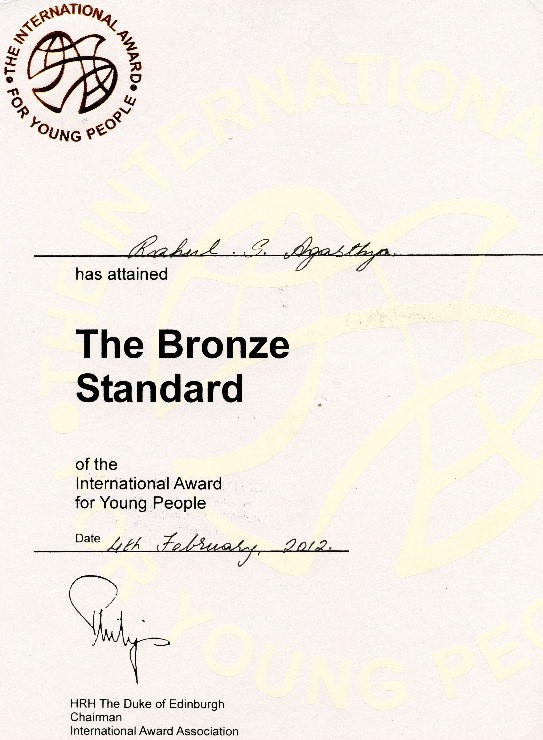 THE INTERNATIONAL AWARD
FOR YOUNG PEOPLE
Rahul . S. Agasthya.
has attained
The Bronze
Standard
of the
International Award
for Young People
Date 4th February, 2012.
Philip
HRH The Duke of Edinburgh
Chairman
International Award Association
THE INTERNATIONAL
YOUNG PEOPLE